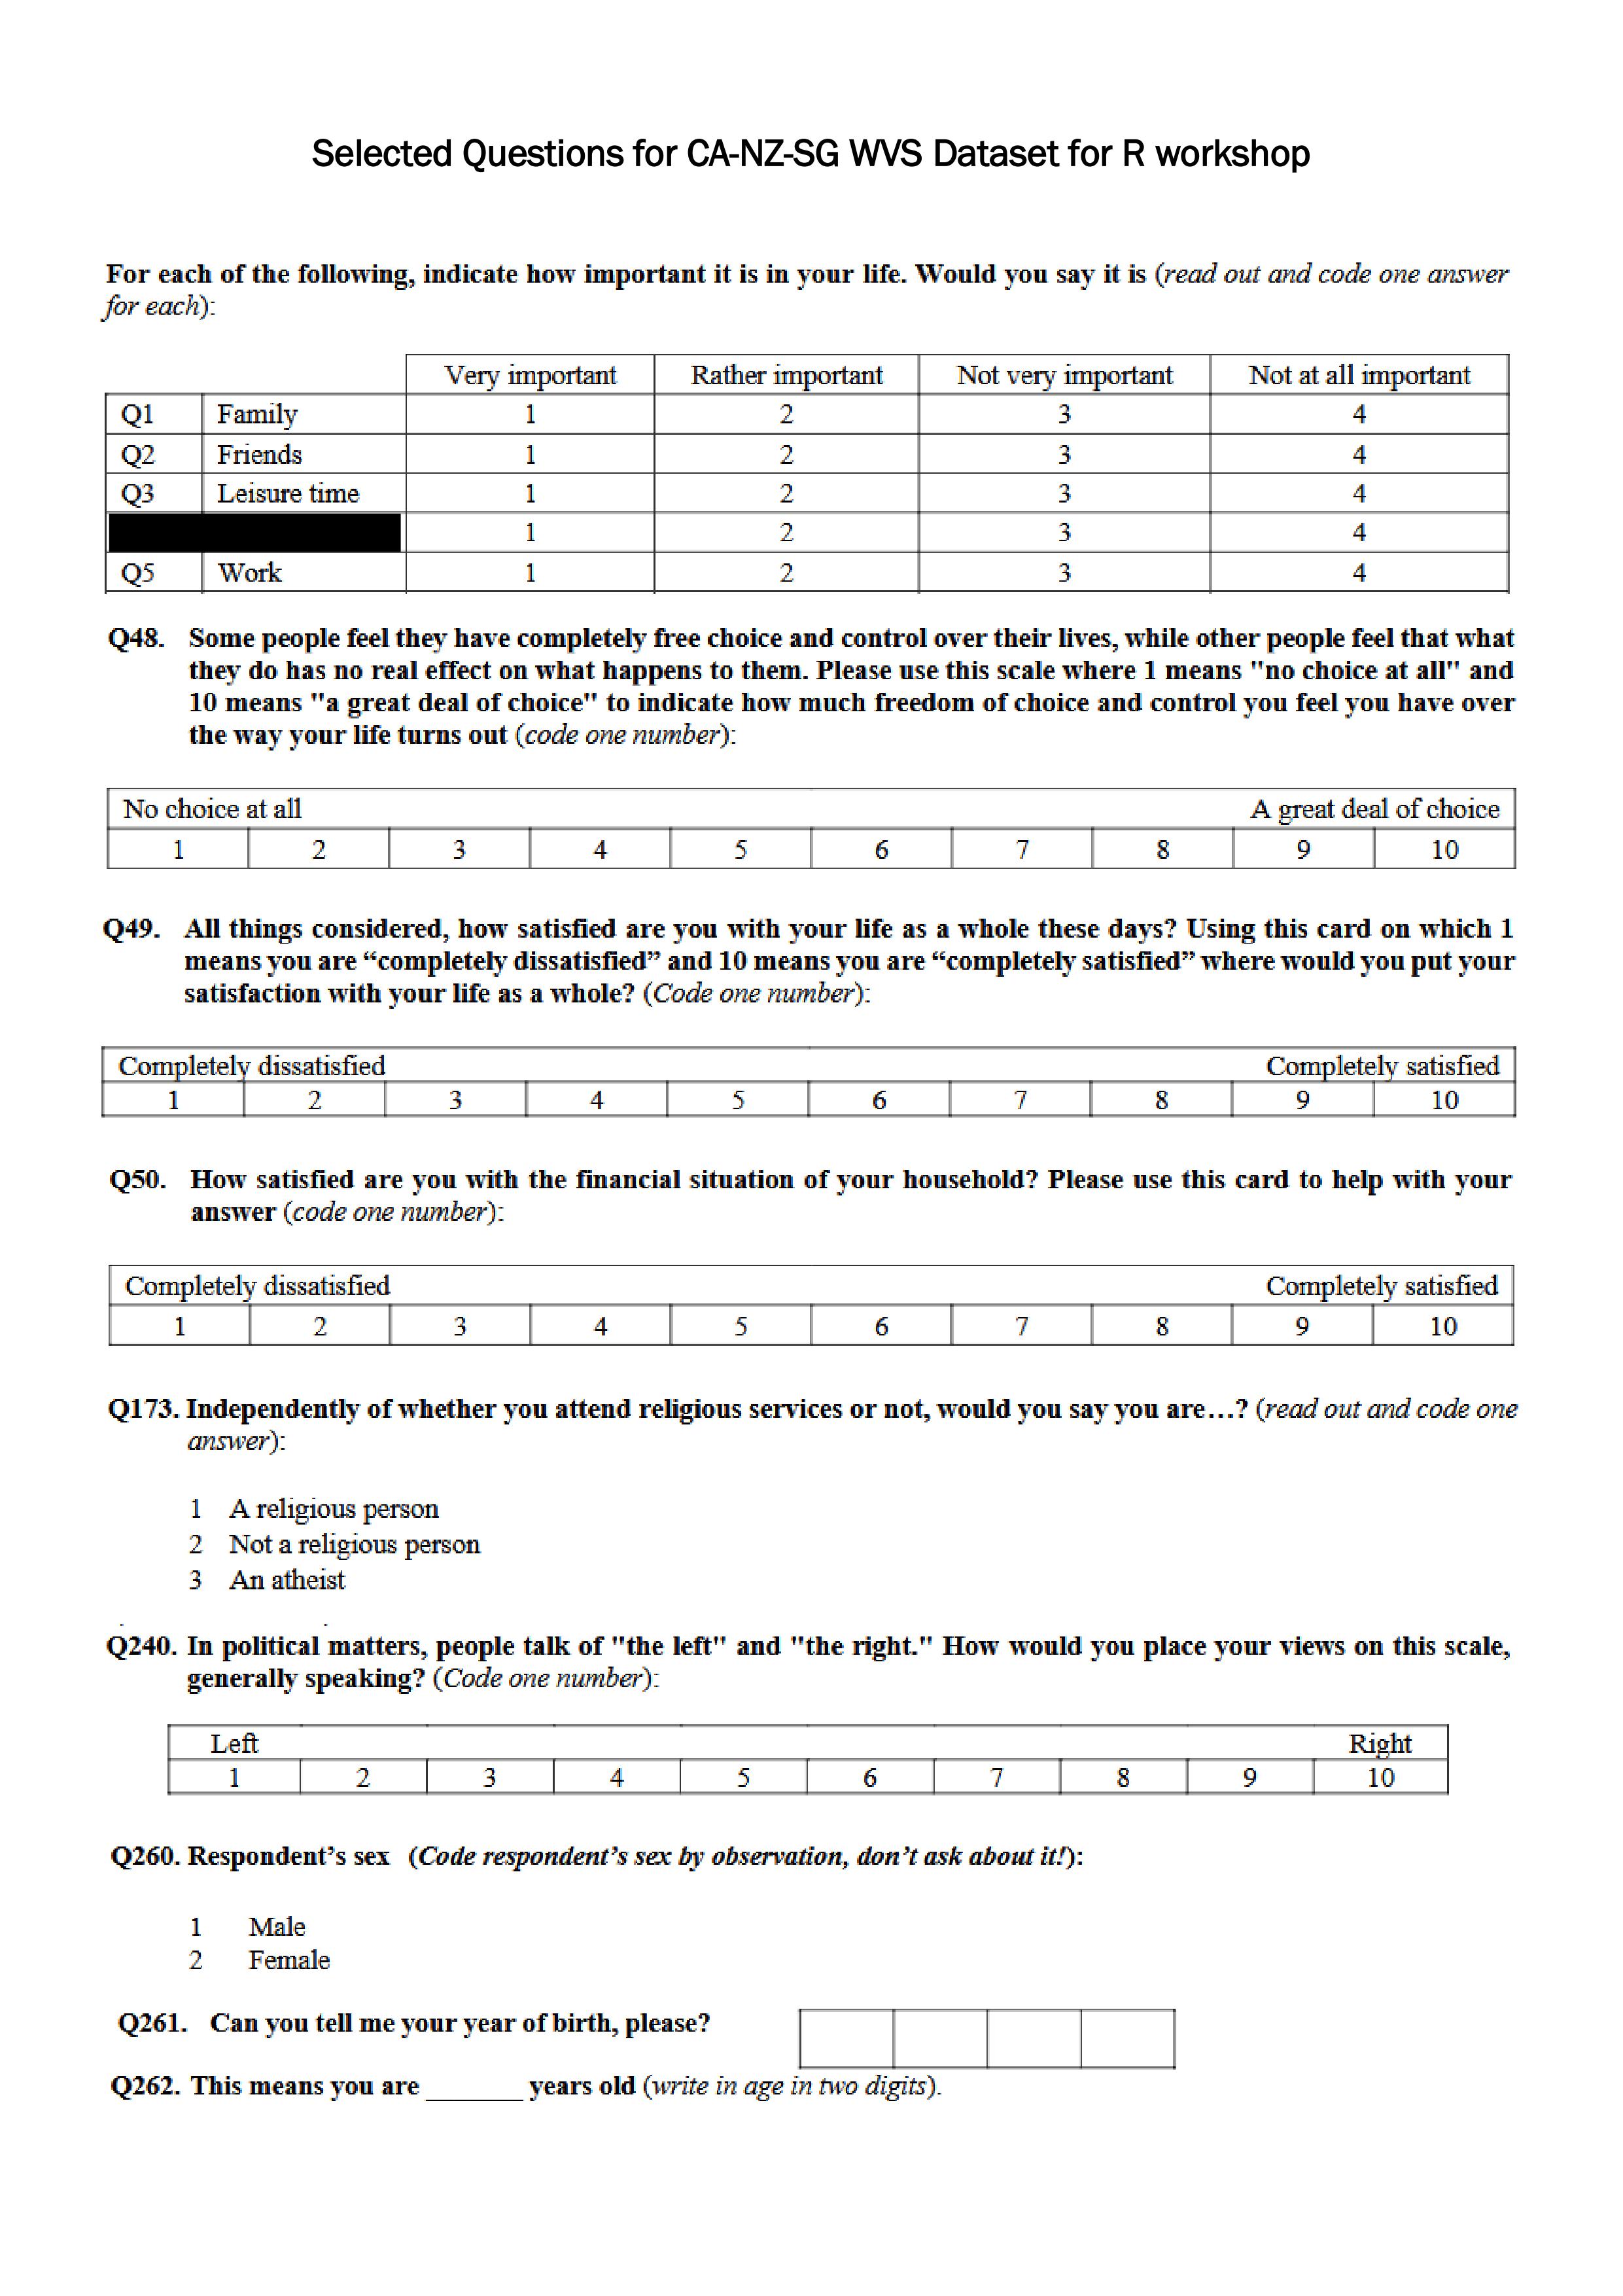 Selected Questions for CA-NZ-SG WVS Dataset for R workshop
For each of the following, indicate how important it is in your life. Would you say it is (read out and code one answer
for each):
Very important Rather important Not very important Not at all important
Q1 Family 1 2 3 4
Q2 Friends 1 2 3 4
Q3 Leisure time 1 2 3 4
1 2 3 4
Q5 Work 1 2 3 4
Q48. Some people feel they have completely free choice and control over their lives, while other people feel that what
they do has no real effect on what happens to them. Please use this scale where 1 means "no choice at all" and
10 means "a great deal of choice" to indicate how much freedom of choice and control you feel you have over
the way your life turns out (code one number):
No choice at all A great deal of choice
1 2 3 4 5 6 7 8 9 10
Q49. All things considered, how satisfied are you with your life as a whole these days? Using this card on which 1
means you are “completely dissatisfied” and 10 means you are “completely satisfied” where would you put your
satisfaction with your life as a whole? (Code one number):
Completely dissatisfied Completely satisfied
1 2 3 4 5 6 7 8 9 10
Q50. How satisfied are you with the financial situation of your household? Please use this card to help with your
answer (code one number):
Completely dissatisfied Completely satisfied
1 2 3 4 5 6 7 8 9 10
Q173. Independently of whether you attend religious services or not, would you say you are…? (read out and code one
answer):
1 A religious person
2 Not a religious person
3 An atheist
Q240. In political matters, people talk of "the left" and "the right." How would you place your views on this scale,
generally speaking? (Code one number):
Left Right
1 2 3 4 5 6 7 8 9 10
Q260. Respondent’s sex (Code respondent’s sex by observation, don’t ask about it!):
1 Male
2 Female
Q261. Can you tell me your year of birth, please?
Q262. This means you are _______ years old (write in age in two digits).